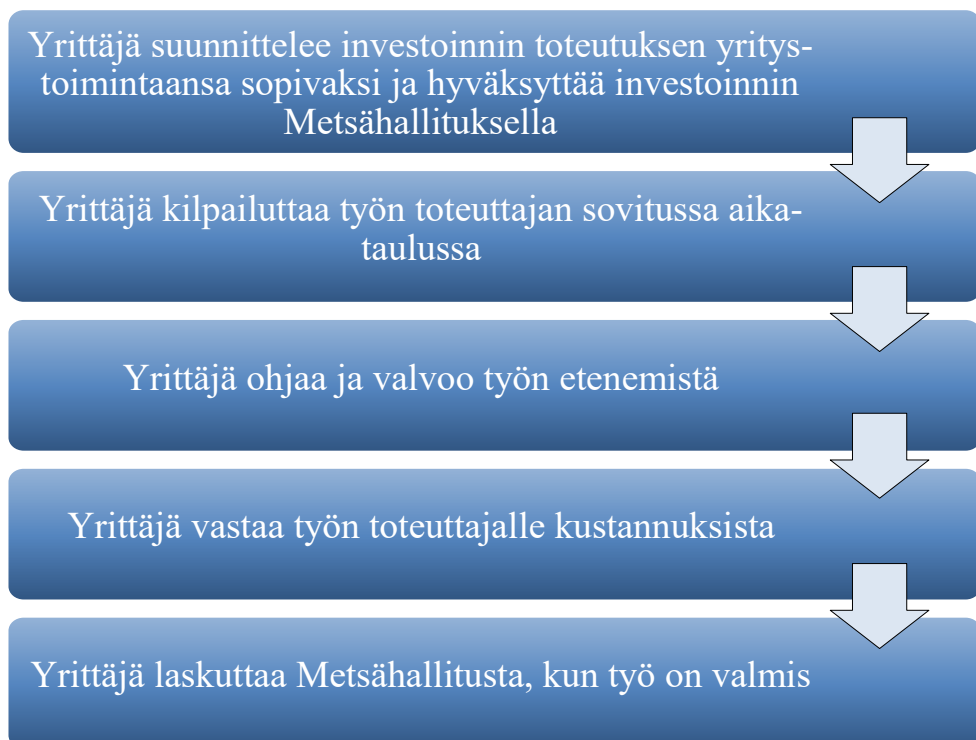 Yrittäjä suunnittelee investoinnin toteutuksen yritys-
toimintaansa sopivaksi ja hyväksyttää investoinnin
Metsähallituksella
Yrittäjä kilpailuttaa työn toteuttajan sovitussa aika-
taulussa
Yrittäjä ohjaa ja valvoo työn etenemistä
Yrittäjä vastaa työn toteuttajalle kustannuksista
Yrittäjä laskuttaa Metsähallitusta, kun työ on valmis